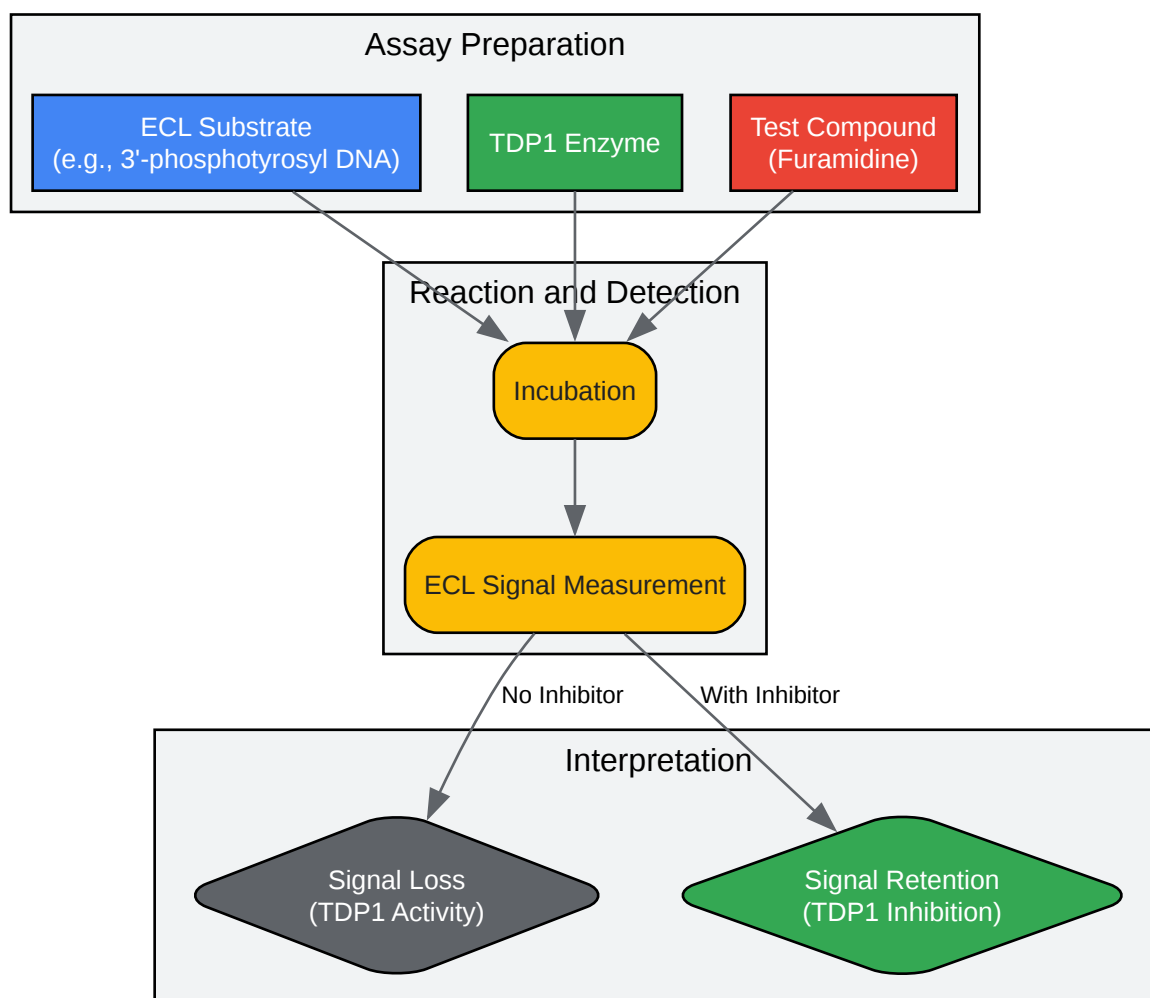 Assay Preparation
ECL Substrate
(e.g., 3'-phosphotyrosyl DNA)
TDP1 Enzyme
Test Compound
(Furamidine)
Reaction and Detection
Incubation
ECL Signal Measurement
No Inhibitor
With Inhibitor
Interpretation
Signal Loss
(TDP1 Activity)
Signal Retention
(TDP1 Inhibition)